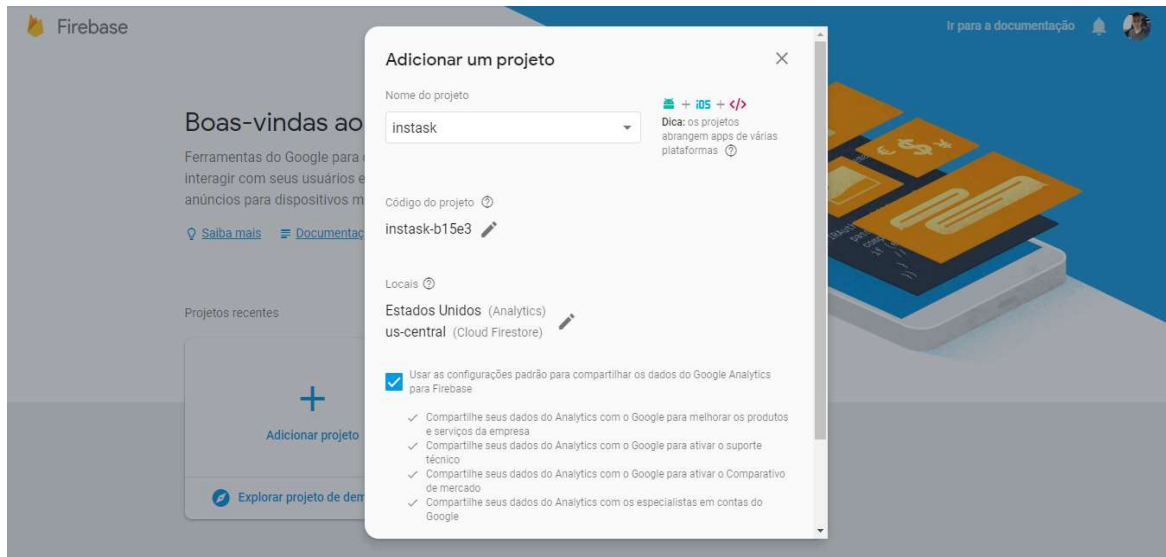 Firebase
Ir para a documentação
Adicionar um projeto
Nome do projeto
instask
+ iOS + </>
Dica: os projetos
abrangem apps de várias
plataformas
Código do projeto
instask-b15e3
Locais
Estados Unidos (Analytics)
us-central (Cloud Firestore)
Usar as configurações padrão para compartilhar os dados do Google Analytics
para Firebase
Compartilhe seus dados do Analytics com o Google para melhorar os produtos
e serviços da empresa
Compartilhe seus dados do Analytics com o Google para ativar o suporte
técnico
Compartilhe seus dados do Analytics com o Google para ativar o Comparativo
de mercado
Compartilhe seus dados do Analytics com os especialistas em contas do
Google
Boas-vindas ao
Ferramentas do Google para
interagir com seus usuários e
anúncios para dispositivos
Saiba mais
Projetos recentes
Adicionar projeto
Explorar projeto de